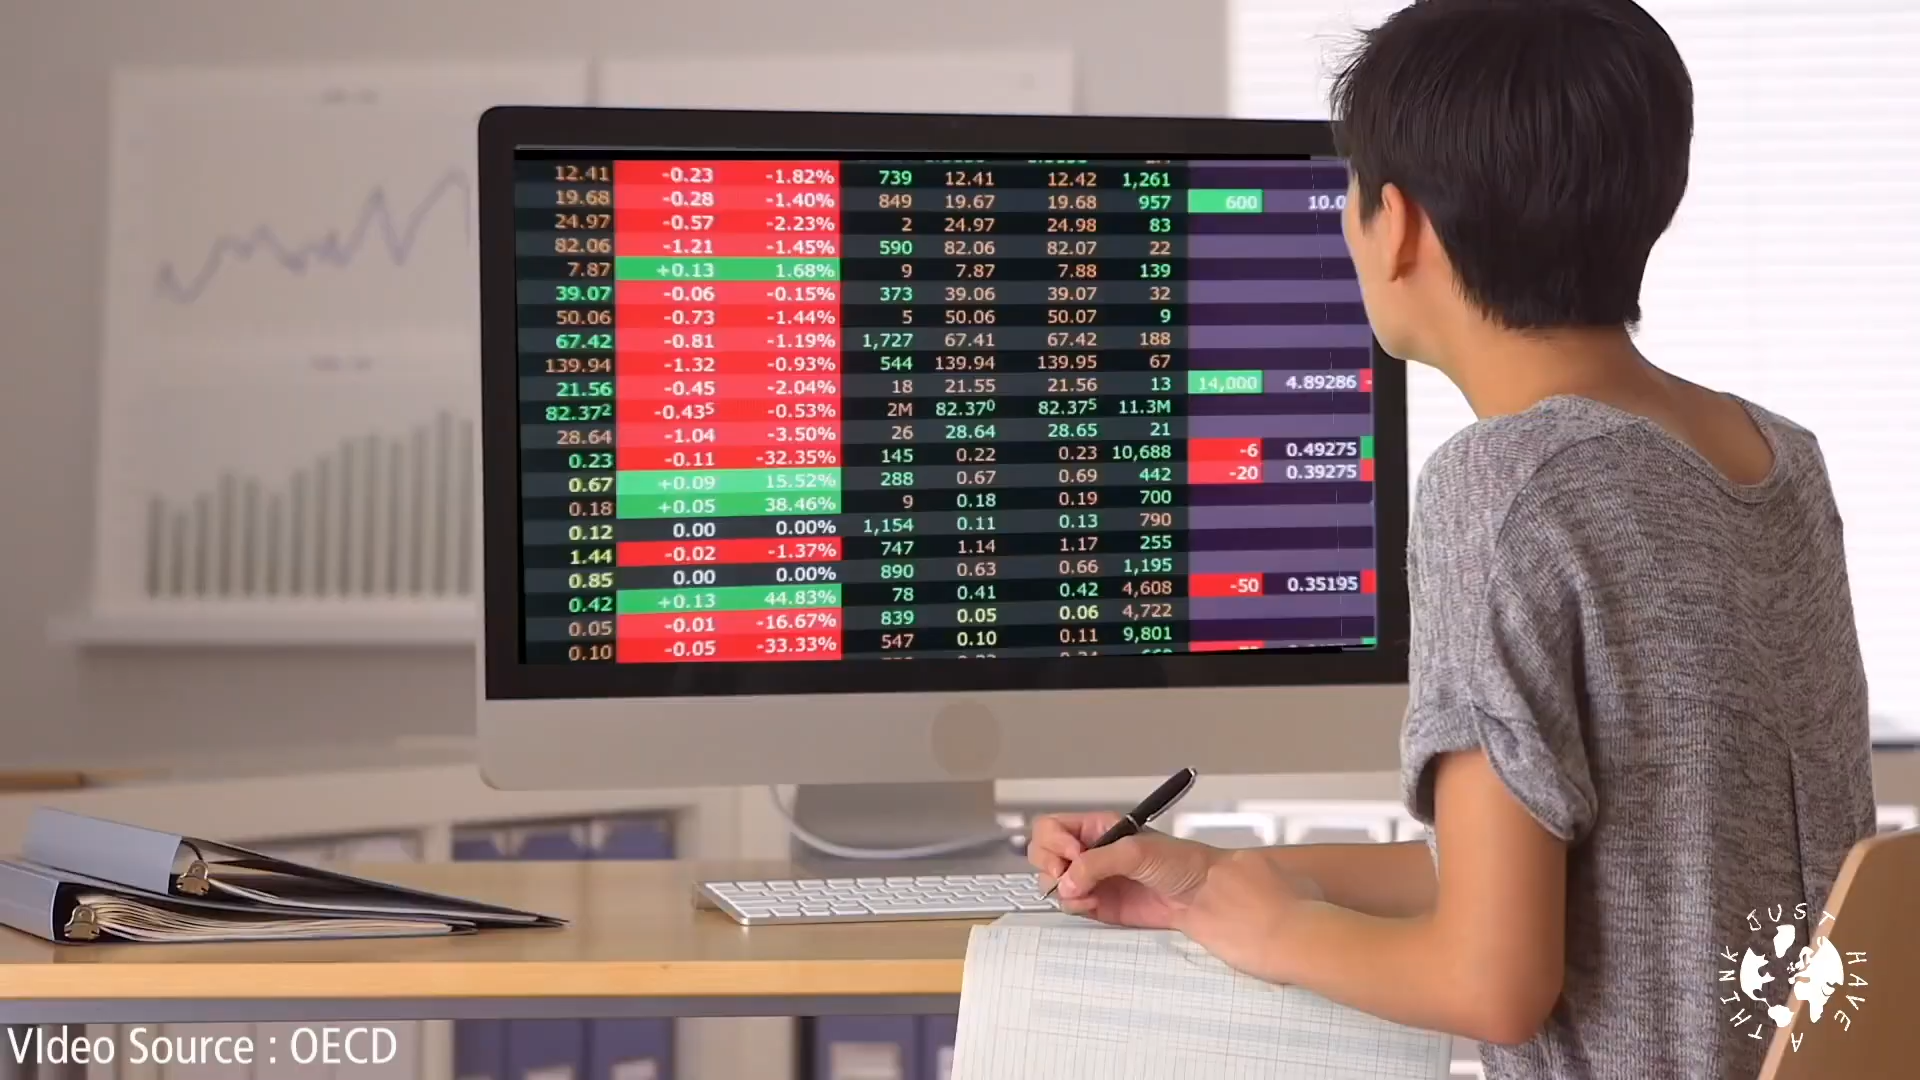 12.41 -0.23 -1.82% 739 12.41 12.42 1,261
19.68 -0.28 -1.40% 849 19.67 19.68 957 600
24.97 -0.57 -2.23% 2 24.97 24.98 83
82.06 -1.21 -1.45% 590 82.06 82.07 22
7.87 +0.13 1.68% 9 7.87 7.88 139
39.07 -0.06 -0.15% 373 39.06 39.07 32
50.06 -0.73 -1.44% 5 50.06 50.07 9
67.42 -0.81 -1.19% 1,727 67.41 67.42 188
139.94 -1.32 -0.93% 544 139.94 139.95 67
21.56 -0.45 -2.04% 18 21.55 21.56 13 14,000 4.89286
82.37² -0.43⁵ -0.53% 2M 82.37⁰ 82.37⁵ 11.3M
28.64 -1.04 -3.50% 26 28.64 28.65 21
0.23 -0.11 -32.35% 145 0.22 0.23 10,688 -6 0.49275
0.67 +0.09 15.52% 288 0.67 0.69 442 -20 0.39275
0.18 +0.05 38.46% 9 0.18 0.19 700
0.12 0.00 0.00% 1,154 0.11 0.13 790
1.44 -0.02 -1.37% 747 1.14 1.17 255
0.85 0.00 0.00% 890 0.63 0.66 1,195
0.42 +0.13 44.83% 78 0.41 0.42 4,608 -50 0.35195
0.05 -0.01 -16.67% 839 0.05 0.06 4,722
0.10 -0.05 -33.33% 547 0.10 0.11 9,801
VIdeo Source : OECD
JUST HAVE A THINK